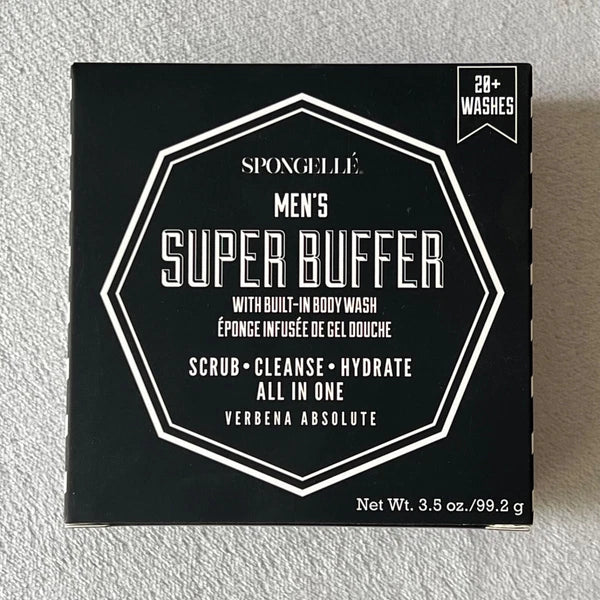 20+
WASHES
SPONGELLÉ™
MEN'S
SUPER BUFFER
WITH BUILT-IN BODY WASH
ÉPONGE INFUSÉE DE GEL DOUCHE
SCRUB • CLEANSE • HYDRATE
ALL IN ONE
VERBENA ABSOLUTE
Net Wt. 3.5 oz./99.2 g